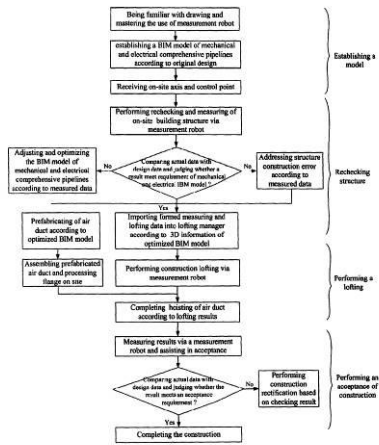 Being familiar with drawing and
mastering the use of measurement robot
establishing a BIM model of mechanical
and electrical comprehensive pipelines
according to original design
Establishing a
model
Receiving on-site axis and control point
Performing rechecking and measuring of
on-site building structure via
measurement robot
Adjusting and optimizing
the BIM model of
mechanical and electrical
comprehensive pipelines
according to measured data
No
Comparing actual data with
design data and judging whether a
result meet requirement of mechanical
and electrical BIM model ?
No
Addressing structure
construction error
according to
measured data
Rechecking
structure
Yes
Prefabricating of air
duct according to
optimized BIM model
Importing formed measuring and
lofting data into lofting manager
according to 3D information of
optimized BIM model
Assembling prefabricated
air duct and processing
flange on site
Performing construction lofting via
measurement robot
Performing a
lofting
Completing hoisting of air duct
according to lofting results
Measuring results via a measurement
robot and assisting in acceptance
Comparing actual data with
design data and judging whether the
result meets an acceptance
requirement ?
No
Performing
construction
rectification based
on checking result
Performing an
acceptance of
construction
Yes
Completing the construction